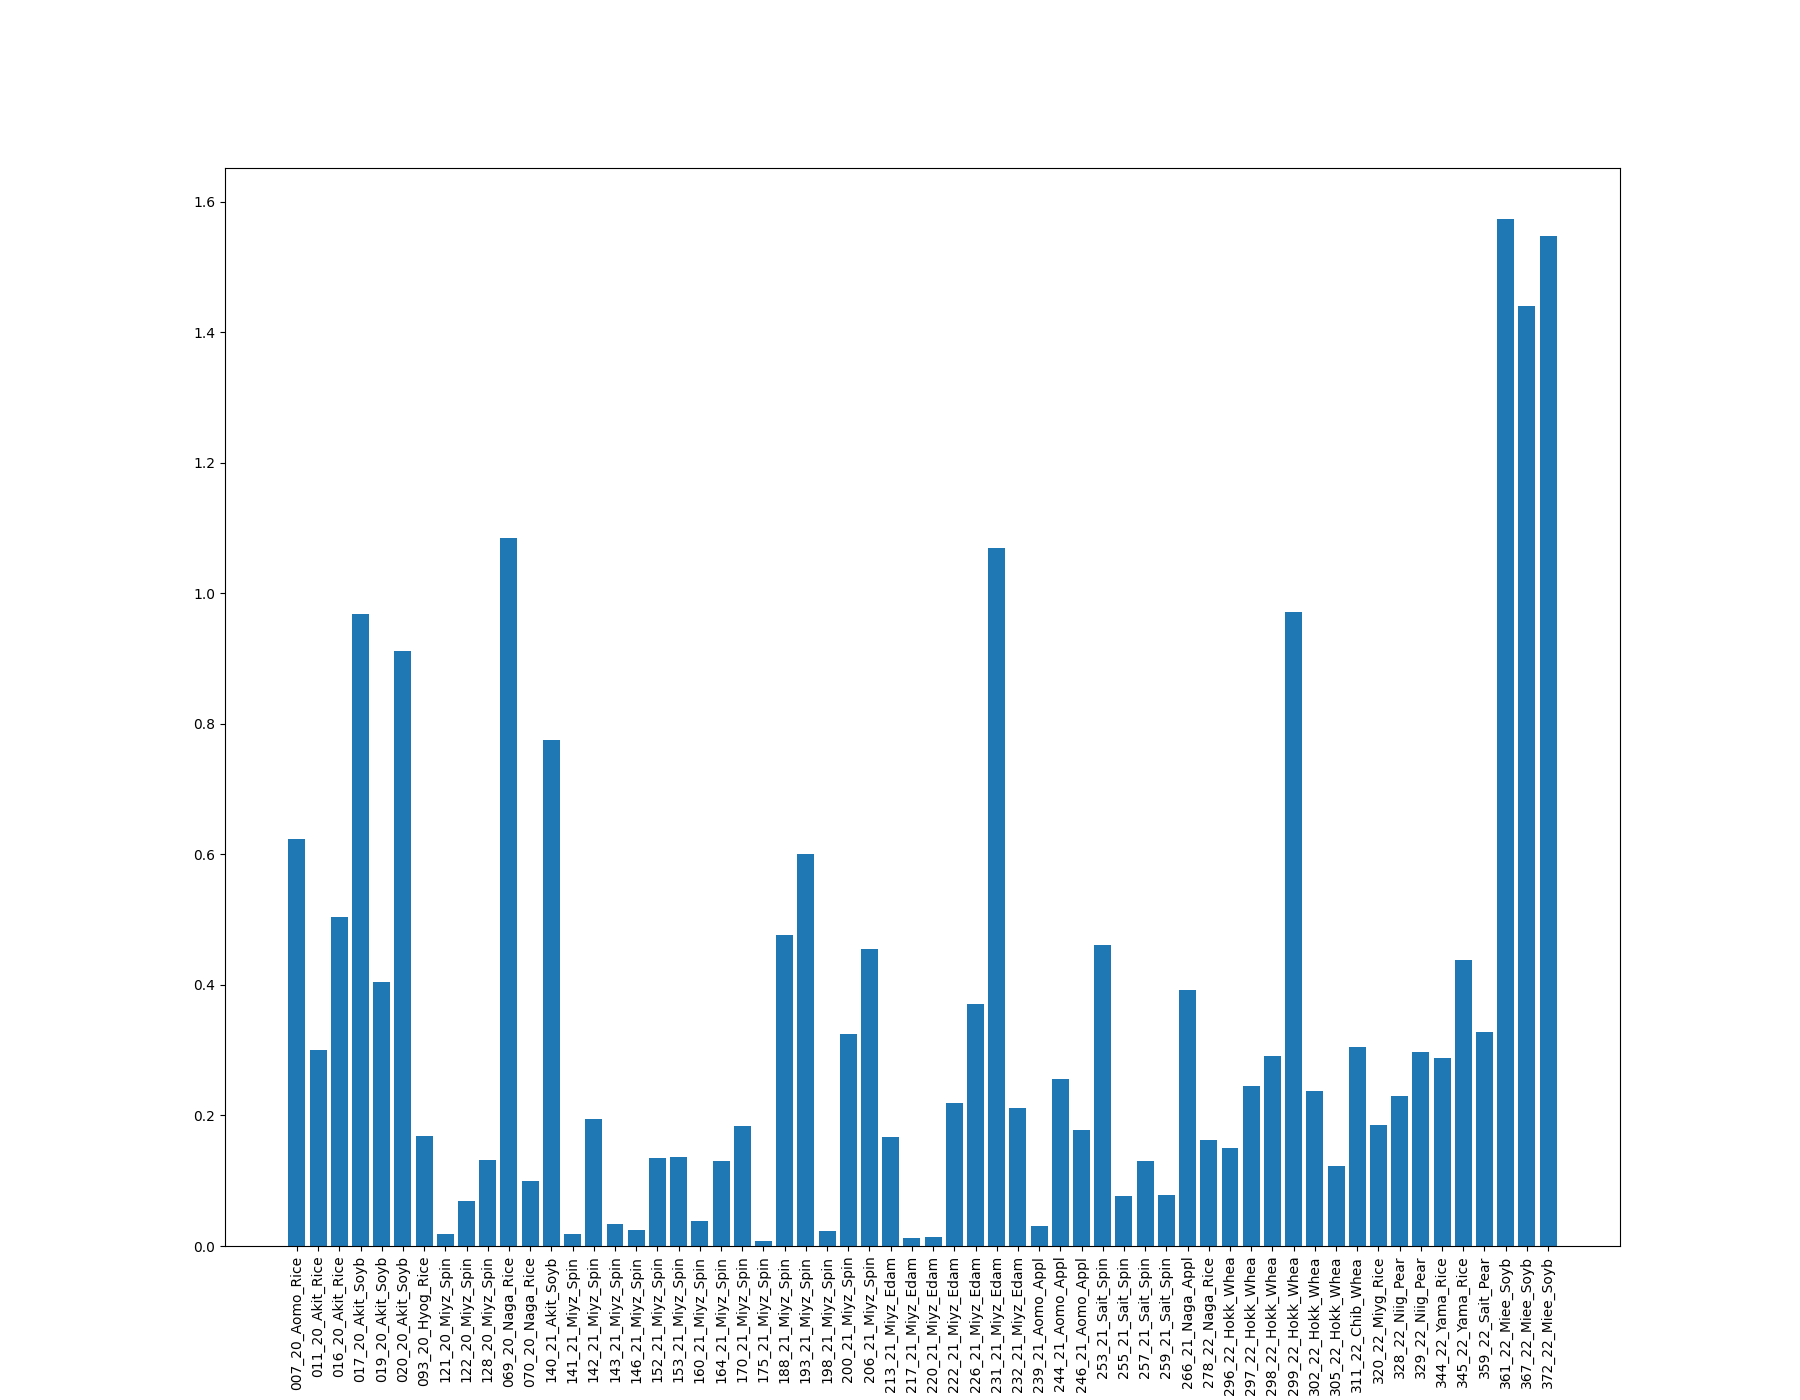 1.6
1.4
1.2
1.0
0.8
0.6
0.4
0.2
0.0
007_20_Aomo_Rice
011_20_Akit_Rice
016_20_Akit_Rice
017_20_Akit_Soyb
019_20_Akit_Soyb
020_20_Akit_Soyb
093_20_Hyog_Rice
121_20_Miyz_Spin
122_20_Miyz_Spin
128_20_Miyz_Spin
069_20_Naga_Rice
070_20_Naga_Rice
140_21_Akit_Soyb
141_21_Miyz_Spin
142_21_Miyz_Spin
143_21_Miyz_Spin
146_21_Miyz_Spin
152_21_Miyz_Spin
153_21_Miyz_Spin
160_21_Miyz_Spin
164_21_Miyz_Spin
170_21_Miyz_Spin
175_21_Miyz_Spin
188_21_Miyz_Spin
193_21_Miyz_Spin
198_21_Miyz_Spin
200_21_Miyz_Spin
206_21_Miyz_Spin
213_21_Miyz_Edam
217_21_Miyz_Edam
220_21_Miyz_Edam
222_21_Miyz_Edam
226_21_Miyz_Edam
231_21_Miyz_Edam
232_21_Miyz_Edam
239_21_Aomo_Appl
244_21_Aomo_Appl
246_21_Aomo_Appl
253_21_Sait_Spin
255_21_Sait_Spin
257_21_Sait_Spin
259_21_Sait_Spin
266_21_Naga_Appl
278_22_Naga_Rice
296_22_Hokk_Whea
297_22_Hokk_Whea
298_22_Hokk_Whea
299_22_Hokk_Whea
302_22_Hokk_Whea
305_22_Hokk_Whea
311_22_Chib_Whea
320_22_Miyg_Rice
328_22_Niig_Pear
329_22_Niig_Pear
344_22_Yama_Rice
345_22_Yama_Rice
359_22_Sait_Pear
361_22_Miee_Soyb
367_22_Miee_Soyb
372_22_Miee_Soyb